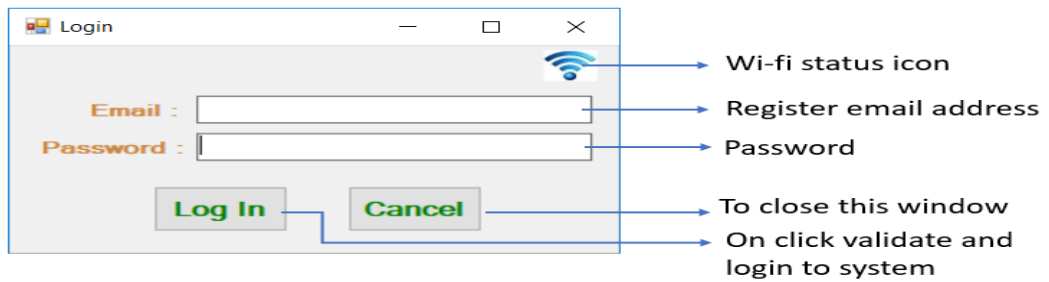 Login
Wi-fi status icon
Email :
Register email address
Password :
Password
Log In
Cancel
To close this window
On click validate and
login to system